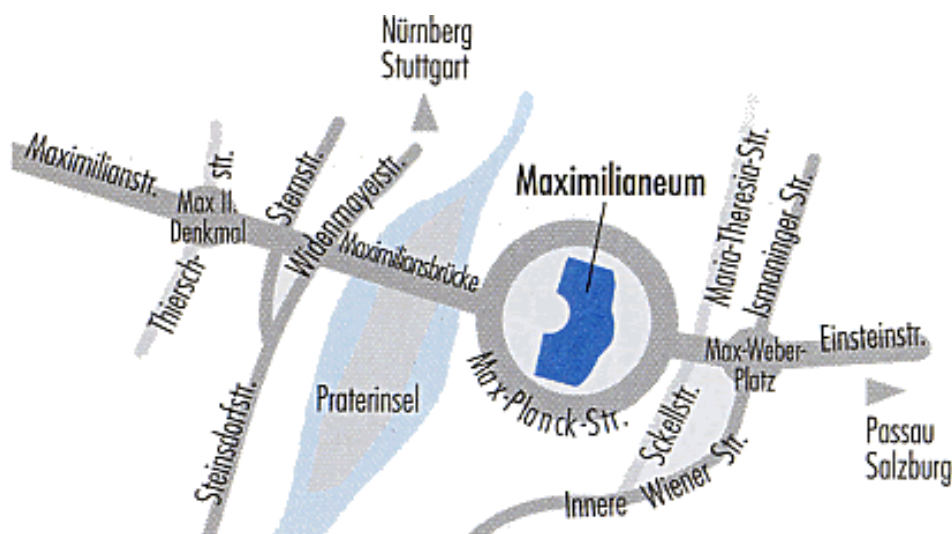 Nürnberg
Stuttgart
Maximilianstr.
Thiersch-
str.
Max II.
Denkmal
Sternstr.
Widenmayerstr.
Maximiliansbrücke
Maximilianeum
Maria-Theresia-Str.
Ismaninger Str.
Max-Weber-
Platz
Einsteinstr.
Steinsdorfstr.
Praterinsel
Max-Planck-Str.
Sckellstr.
Innere Wiener Str.
Passau
Salzburg